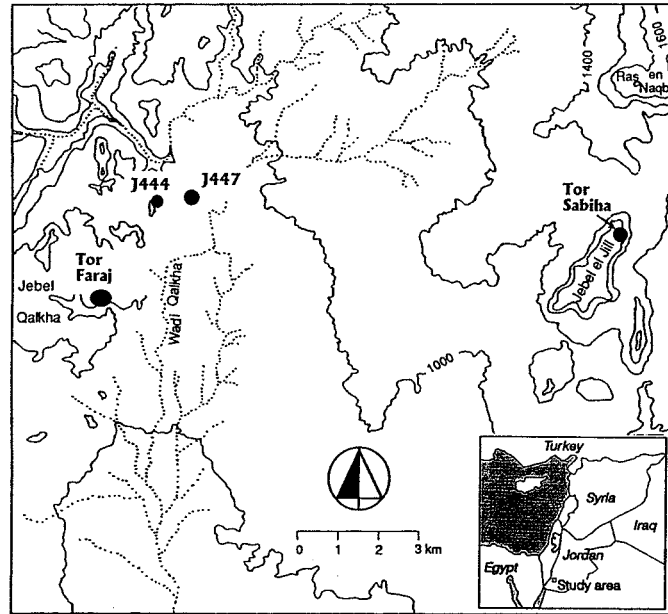 1400
1600
Ras en
Naqb
J444
J447
Tor
Sabiha
Jebel el Jill
Tor
Faraj
Jebel
Qalkha
Wadi Qalkha
1000
0 1.5 3 km
Turkey
Syria
Iraq
Jordan
Egypt
Study area